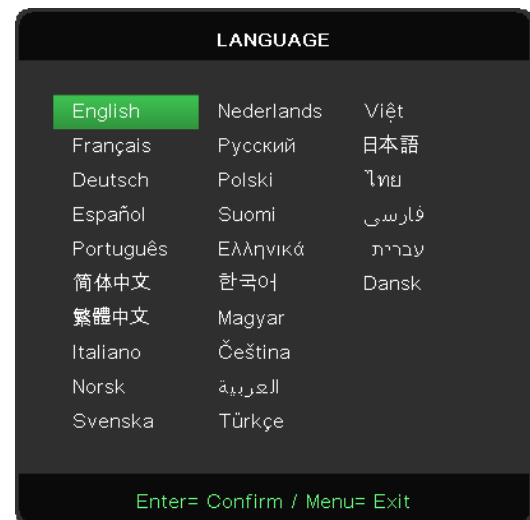 LANGUAGE
English Nederlands Việt
Français Русский 日本語
Deutsch Polski ไทย
Español Suomi فارسی
Português Ελληνικά עברית
简体中文 한국어 Dansk
繁體中文 Magyar
Italiano Čeština
Norsk العربية
Svenska Türkçe
Enter= Confirm / Menu= Exit